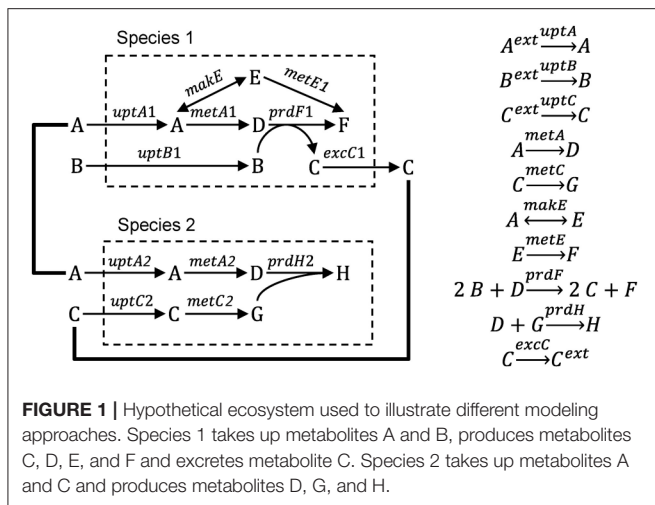 Species 1
makE E metE1
A uptA1 A metA1 D prdF1 F
B uptB1 B C excC1 C
Species 2
A uptA2 A metA2 D prdH2 H
C uptC2 C metC2 G
A^ext uptA A
B^ext uptB B
C^ext uptC C
A metA D
C metC G
A makE E
E metE F
2 B + D prdF 2 C + F
D + G prdH H
C excC C^ext
FIGURE 1 | Hypothetical ecosystem used to illustrate different modeling
approaches. Species 1 takes up metabolites A and B, produces metabolites
C, D, E, and F and excretes metabolite C. Species 2 takes up metabolites A
and C and produces metabolites D, G, and H.